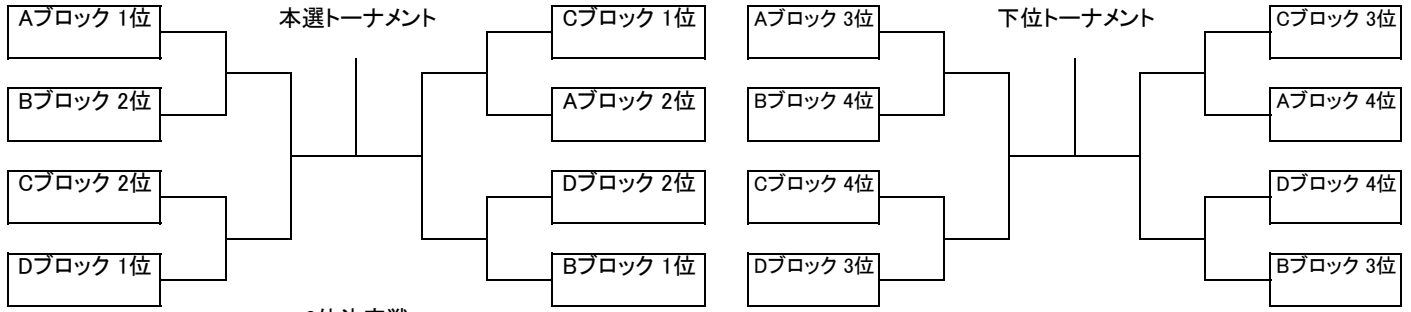 Aブロック 1位
本選トーナメント
Cブロック 1位
Bブロック 2位
Aブロック 2位
Cブロック 2位
Dブロック 2位
Dブロック 1位
Bブロック 1位
Aブロック 3位
下位トーナメント
Cブロック 3位
Bブロック 4位
Aブロック 4位
Cブロック 4位
Dブロック 4位
Dブロック 3位
Bブロック 3位